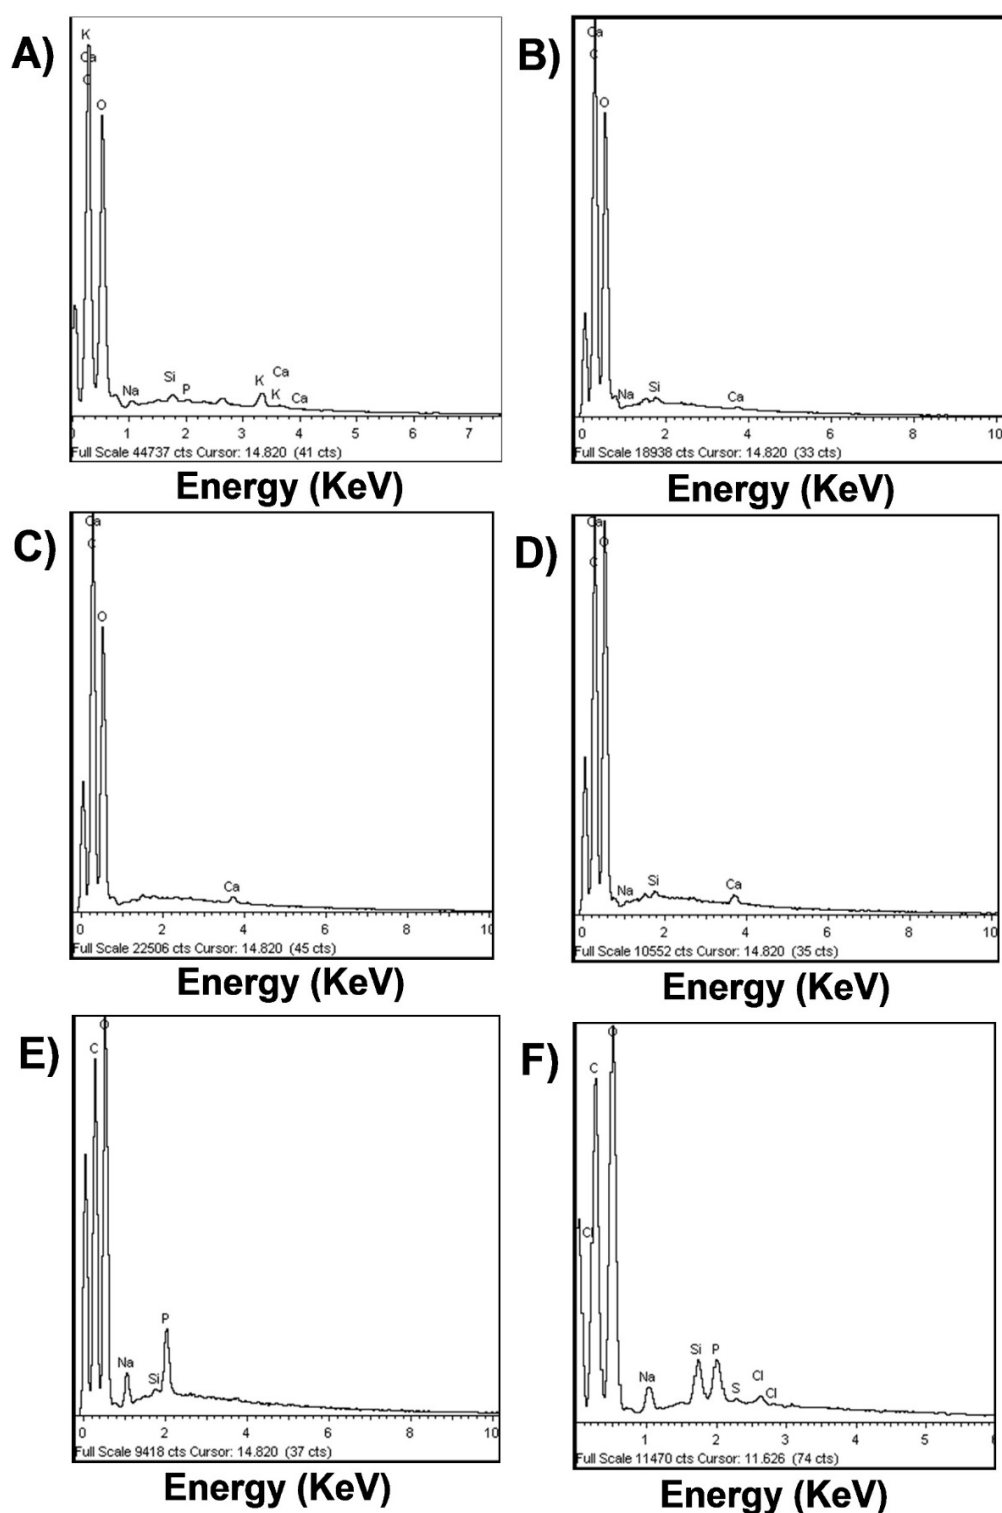 A)
K
Ca
C
O
Na
Si
P
K
Ca
K
Ca
0 1 2 3 4 5 6 7
Full Scale 44737 cts Cursor: 14.820 (41 cts)
Energy (KeV)
B)
Ca
C
O
Na
Si
Ca
0 2 4 6 8 10
Full Scale 18938 cts Cursor: 14.820 (33 cts)
Energy (KeV)
C)
Ca
C
O
Ca
0 2 4 6 8 10
Full Scale 22506 cts Cursor: 14.820 (45 cts)
Energy (KeV)
D)
Ca
O
C
Na
Si
Ca
0 2 4 6 8 10
Full Scale 10552 cts Cursor: 14.820 (35 cts)
Energy (KeV)
E)
O
C
P
Na
Si
0 2 4 6 8 10
Full Scale 9418 cts Cursor: 14.820 (37 cts)
Energy (KeV)
F)
O
C
Cl
Na
Si
P
S
Cl
Cl
1 2 3 4 5 6
Full Scale 11470 cts Cursor: 11.626 (74 cts)
Energy (KeV)